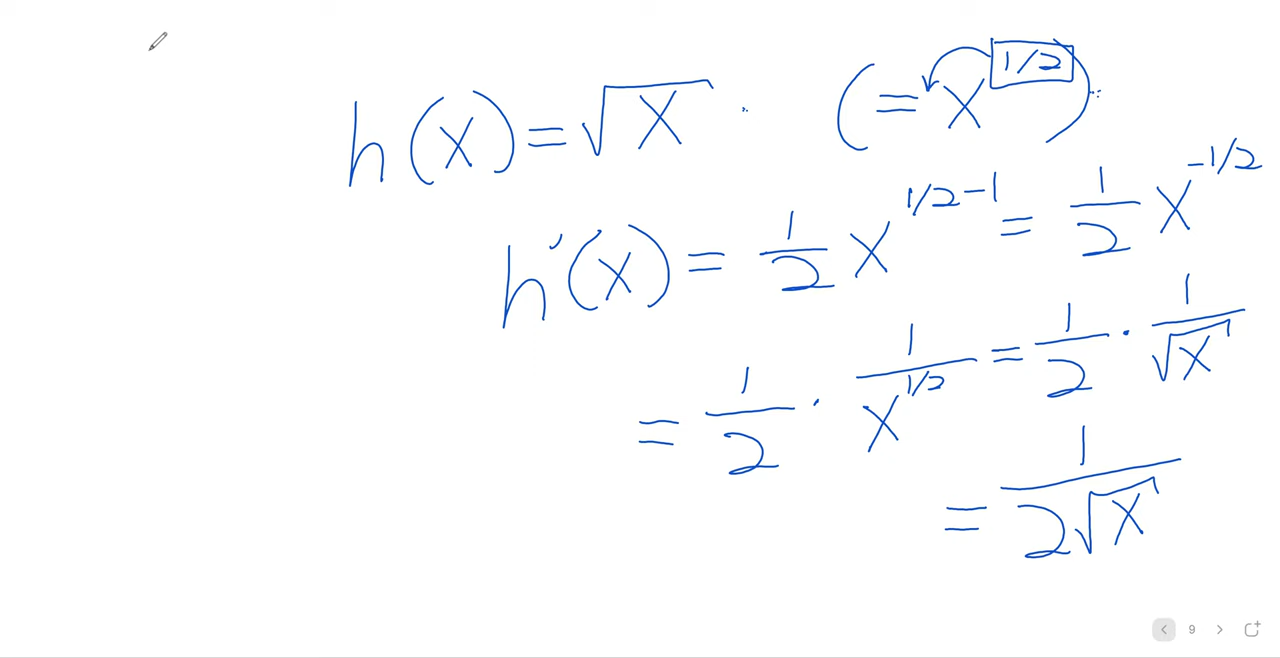 h(x) = √x . (= x^{1/2})
h'(x) = 1/2 x^{1/2-1} = 1/2 x^{-1/2}
= 1/2 · 1/x^{1/2} = 1/2 · 1/√x
= 1/(2√x)
9